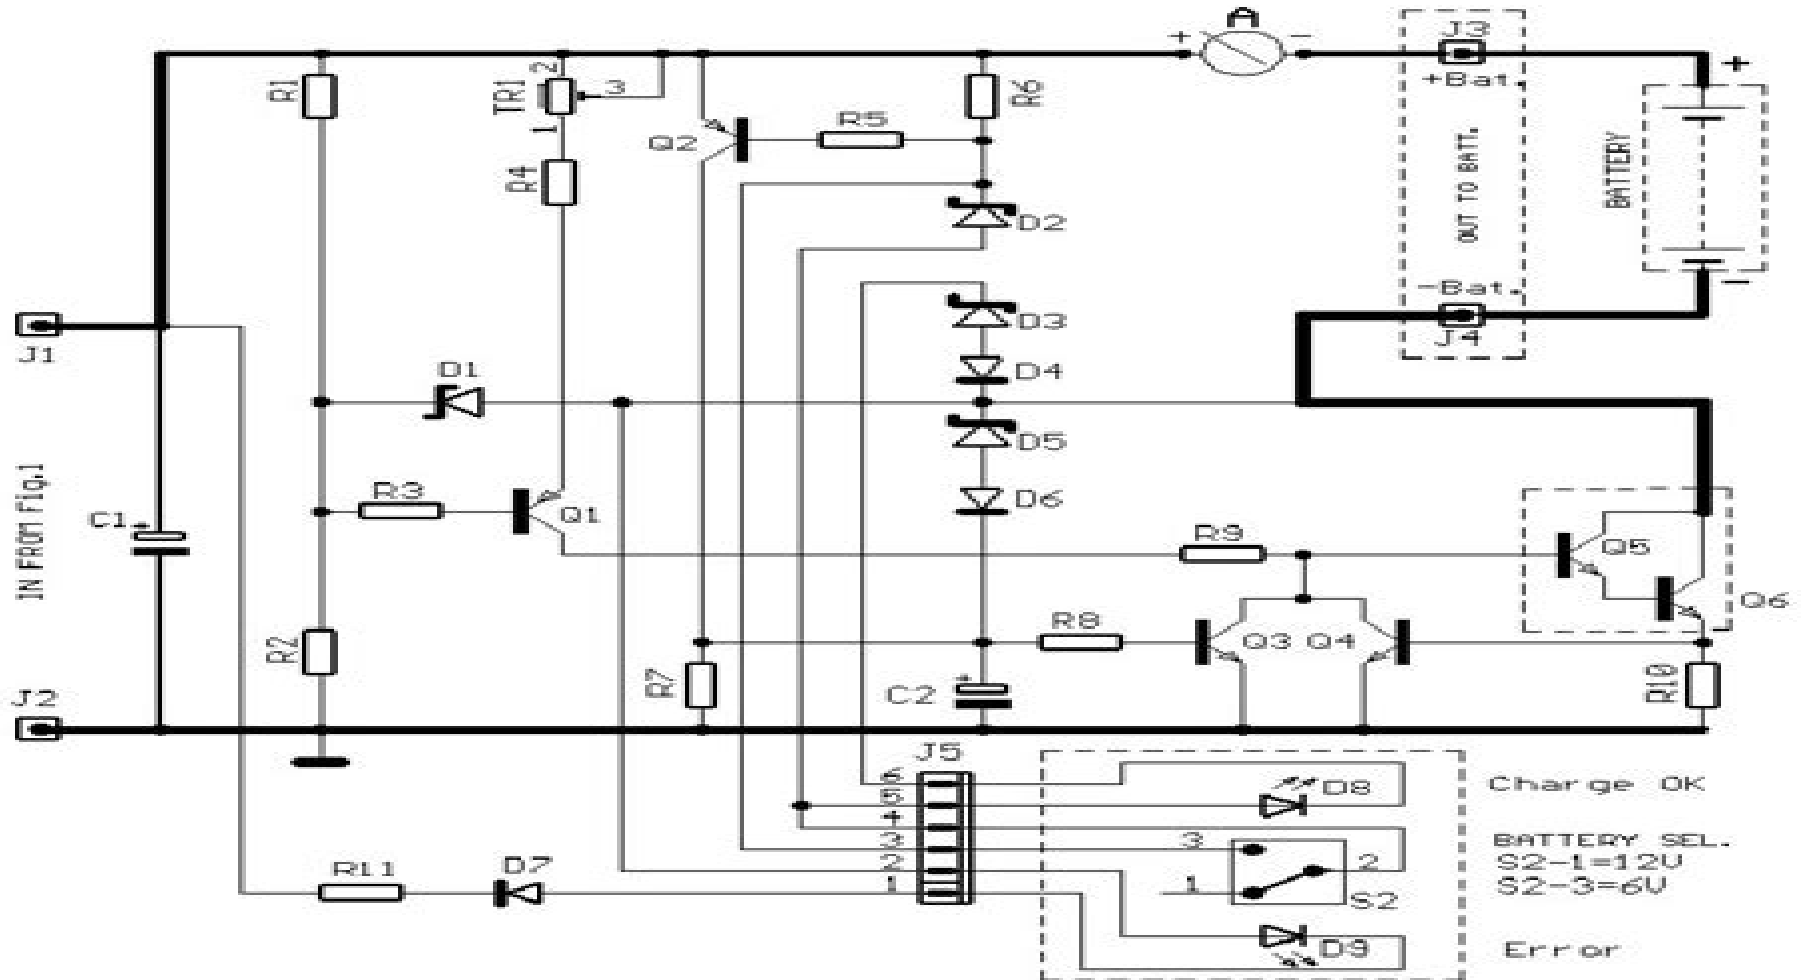 + - J3
+Bat.
+
R1 TR1 2 3 1 R6
Q2 R5
R4
OUT TO BATT.
BATTERY
D2
-Bat.
-
J4
D3
J1
D1 D4
D5
IN FROM Fig.1
R3 Q1 D6
C1 +
R9 Q5
Q6
R8 Q3 Q4
R2 R7 C2 + R10
J2
J5
6
5
4
3
2
1
D8 Charge OK
3 2 1 S2
BATTERY SEL.
S2-1=12V
S2-3=6V
R11 D7
D9 Error